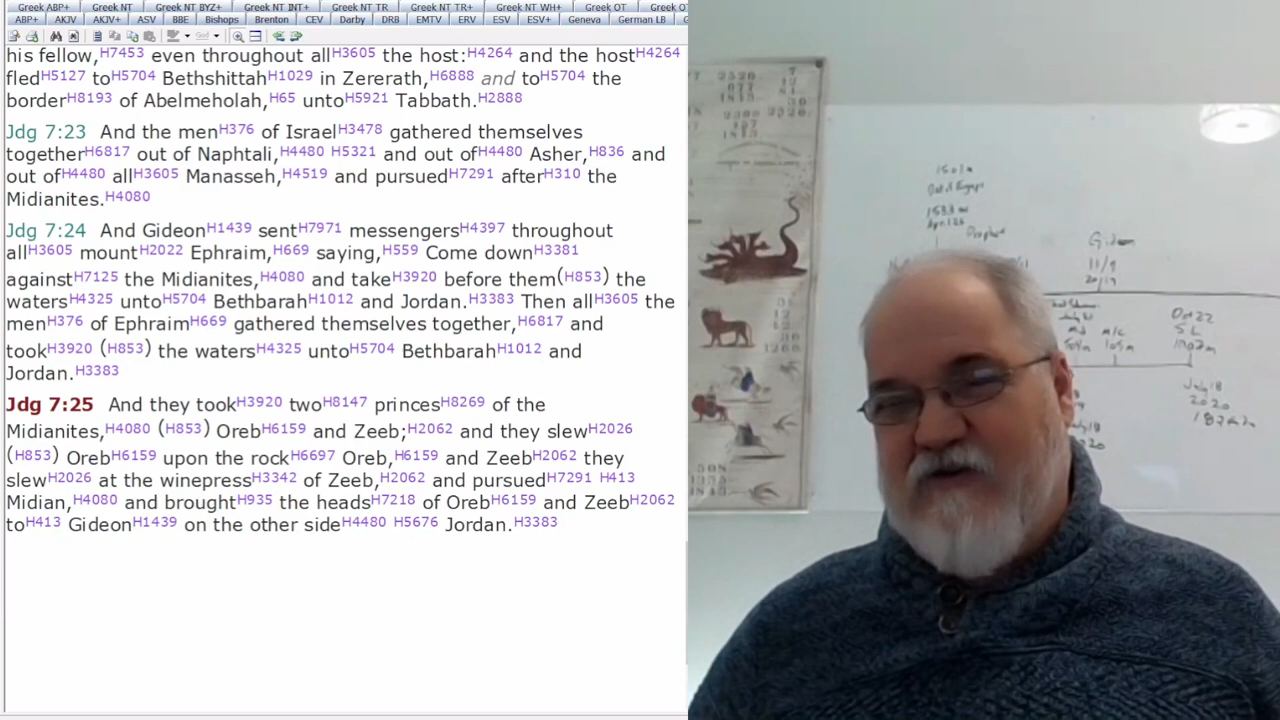 Greek ABP+ Greek NT Greek NT BYZ+ Greek NT INT+ Greek NT TR Greek NT TR+ Greek NT WH+ Greek OT
ABP+ AKJV AKJV+ ASV BBE Bishops Brenton CEV Darby DRB EMTV ERV ESV ESV+ Geneva German LB
his fellow,H7453 even throughout allH3605 the host:H4264 and the hostH4264
fledH5127 toH5704 BethshittahH1029 in Zererath,H6888 and toH5704 the
borderH8193 of Abelmeholah,H65 untoH5921 Tabbath.H2888
Jdg 7:23 And the menH376 of IsraelH3478 gathered themselves
togetherH6817 out of Naphtali,H4480 H5321 and out ofH4480 Asher,H836 and
out ofH4480 allH3605 Manasseh,H4519 and pursuedH7291 afterH310 the
Midianites.H4080
Jdg 7:24 And GideonH1439 sentH7971 messengersH4397 throughout
allH3605 mountH2022 Ephraim,H669 saying,H559 Come downH3381
againstH7125 the Midianites,H4080 and takeH3920 before them(H853) the
watersH4325 untoH5704 BethbarahH1012 and Jordan.H3383 Then allH3605 the
menH376 of EphraimH669 gathered themselves together,H6817 and
tookH3920 (H853) the watersH4325 untoH5704 BethbarahH1012 and
Jordan.H3383
Jdg 7:25 And they tookH3920 twoH8147 princesH8269 of the
Midianites,H4080 (H853) OrebH6159 and Zeeb;H2062 and they slewH2026
(H853) OrebH6159 upon the rockH6697 Oreb,H6159 and ZeebH2062 they
slewH2026 at the winepressH3342 of Zeeb,H2062 and pursuedH7291 H413
Midian,H4080 and broughtH935 the headsH7218 of OrebH6159 and ZeebH2062
toH413 GideonH1439 on the other sideH4480 H5676 Jordan.H3383
2520
1260
11/9
2019
Oct 22
July 18
2020